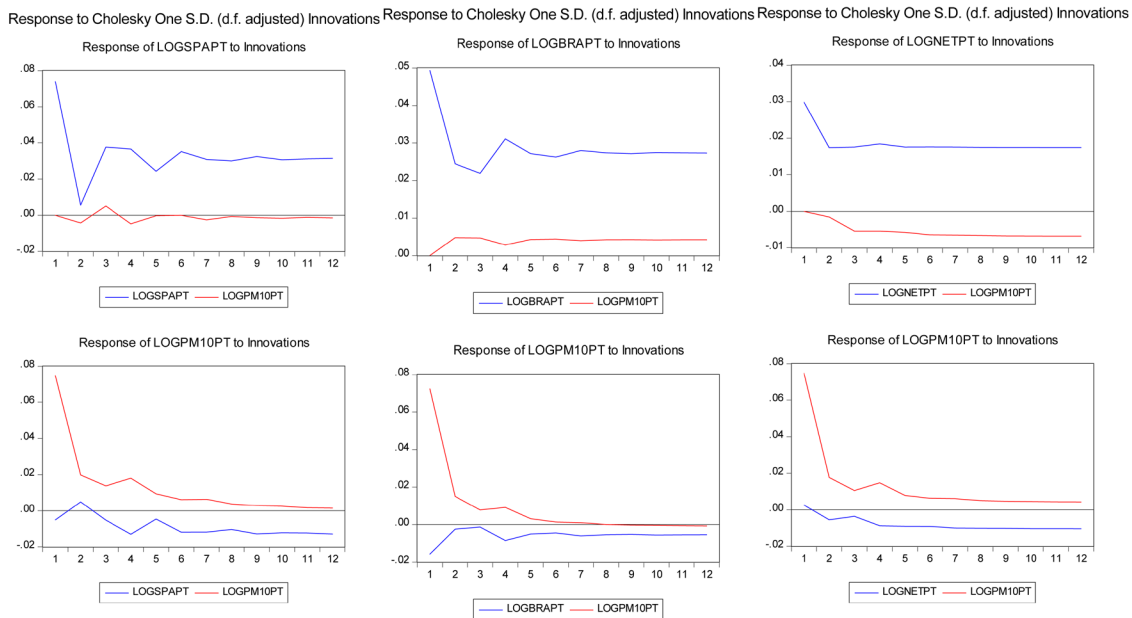 Response to Cholesky One S.D. (d.f. adjusted) Innovations
Response of LOGSPAPT to Innovations
.08
.06
.04
.02
.00
-.02
1 2 3 4 5 6 7 8 9 10 11 12
LOGSPAPT LOGPM10PT
Response of LOGPM10PT to Innovations
.08
.06
.04
.02
.00
-.02
1 2 3 4 5 6 7 8 9 10 11 12
LOGSPAPT LOGPM10PT
Response to Cholesky One S.D. (d.f. adjusted) Innovations
Response of LOGBRAPT to Innovations
.05
.04
.03
.02
.01
.00
1 2 3 4 5 6 7 8 9 10 11 12
LOGBRAPT LOGPM10PT
Response of LOGPM10PT to Innovations
.08
.06
.04
.02
.00
-.02
1 2 3 4 5 6 7 8 9 10 11 12
LOGBRAPT LOGPM10PT
Response to Cholesky One S.D. (d.f. adjusted) Innovations
Response of LOGNETPT to Innovations
.04
.03
.02
.01
.00
-.01
1 2 3 4 5 6 7 8 9 10 11 12
LOGNETPT LOGPM10PT
Response of LOGPM10PT to Innovations
.08
.06
.04
.02
.00
-.02
1 2 3 4 5 6 7 8 9 10 11 12
LOGNETPT LOGPM10PT